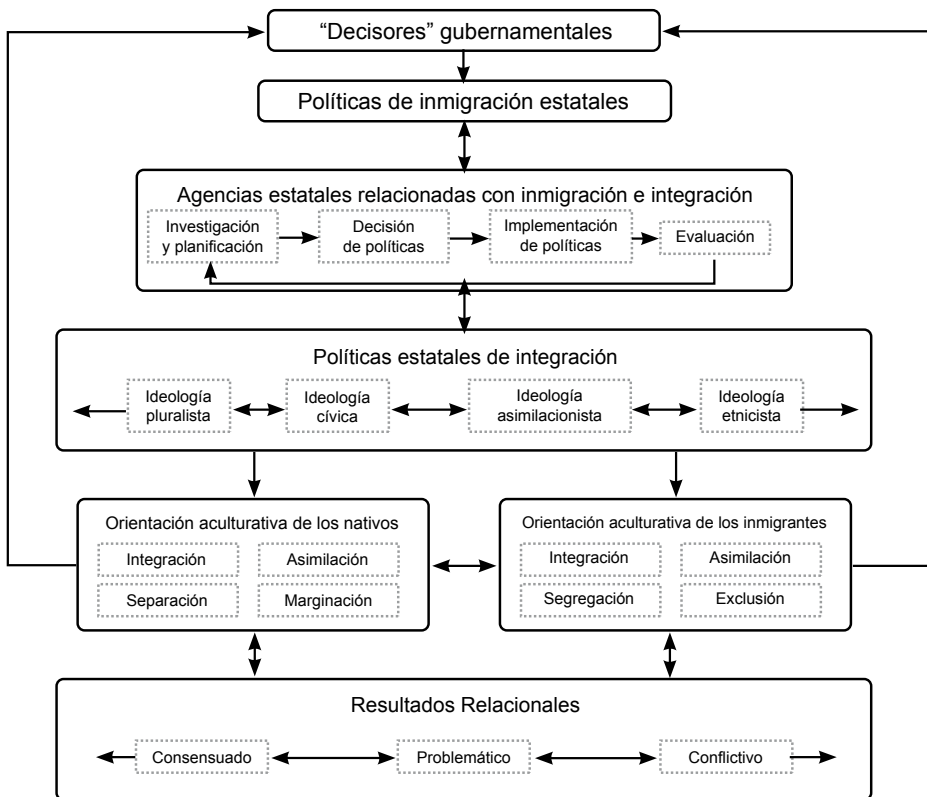 “Decisores” gubernamentales
Políticas de inmigración estatales
Agencias estatales relacionadas con inmigración e integración
Investigación
y planificación
Decisión
de políticas
Implementación
de políticas
Evaluación
Políticas estatales de integración
Ideología
pluralista
Ideología
cívica
Ideología
asimilacionista
Ideología
etnicista
Orientación aculturativa de los nativos
Integración
Asimilación
Separación
Marginación
Orientación aculturativa de los inmigrantes
Integración
Asimilación
Segregación
Exclusión
Resultados Relacionales
Consensuado
Problemático
Conflictivo